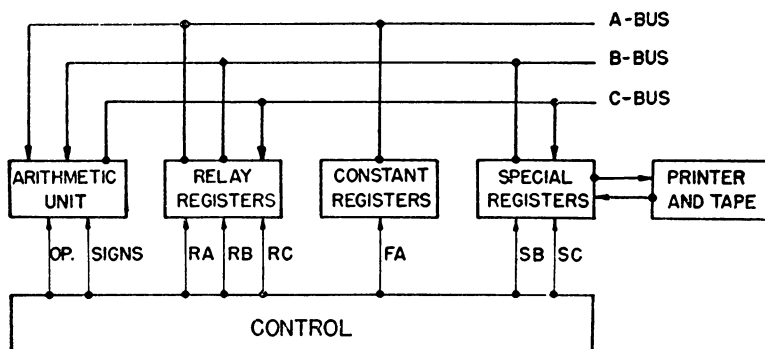 A-BUS
B-BUS
C-BUS
ARITHMETIC
UNIT
RELAY
REGISTERS
CONSTANT
REGISTERS
SPECIAL
REGISTERS
PRINTER
AND TAPE
OP.
SIGNS
RA
RB
RC
FA
SB
SC
CONTROL